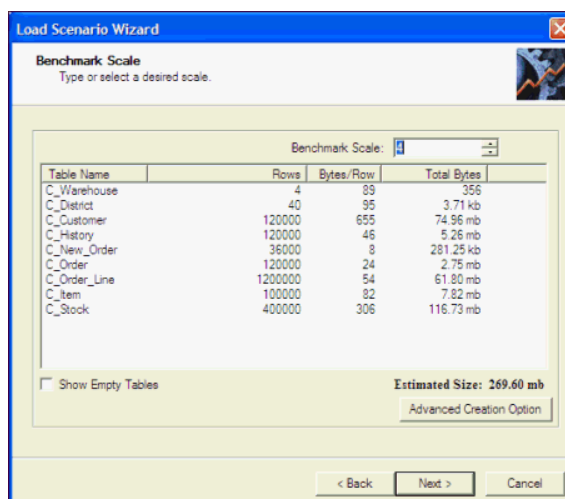 Load Scenario Wizard
Benchmark Scale
Type or select a desired scale.
Benchmark Scale: 4
Table Name Rows Bytes/Row Total Bytes
C_Warehouse 4 89 356
C_District 40 95 3.71 kb
C_Customer 120000 655 74.96 mb
C_History 120000 46 5.26 mb
C_New_Order 36000 8 281.25 kb
C_Order 120000 24 2.75 mb
C_Order_Line 1200000 54 61.80 mb
C_Item 100000 82 7.82 mb
C_Stock 400000 306 116.73 mb
Show Empty Tables
Estimated Size: 269.60 mb
Advanced Creation Option
< Back Next > Cancel